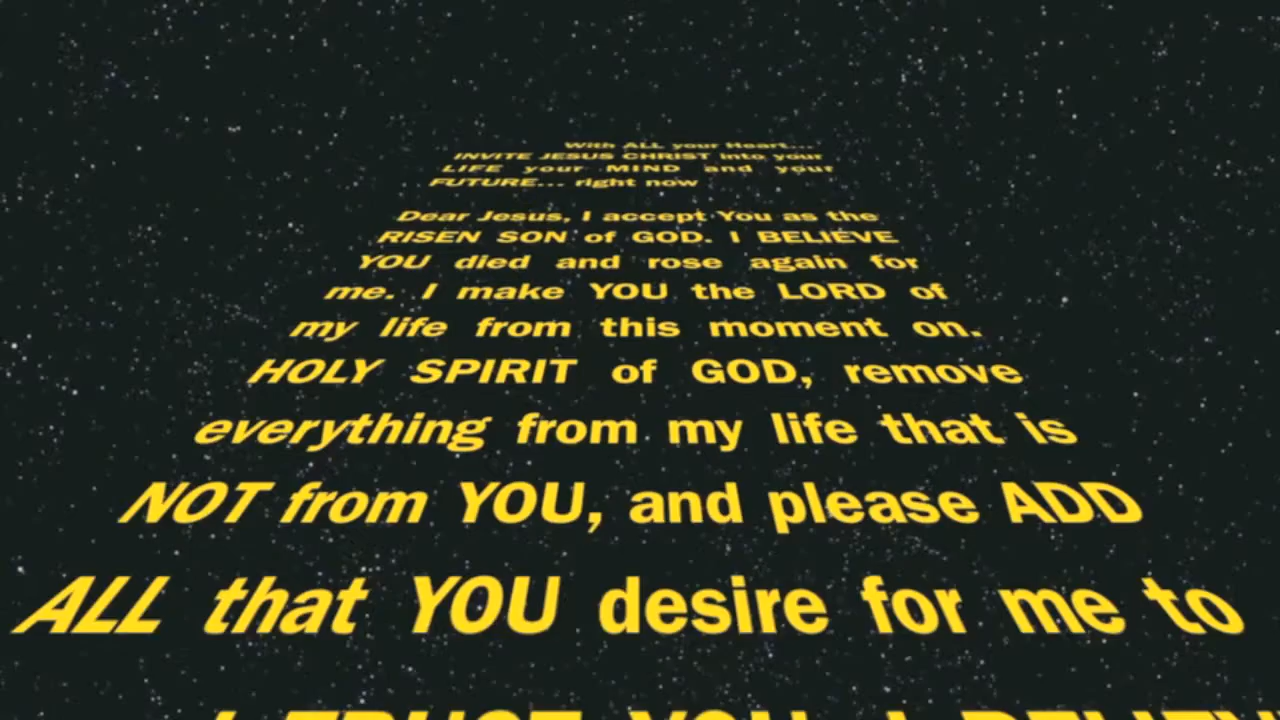 With ALL your Heart...
INVITE JESUS CHRIST into your
LIFE your MIND and your
FUTURE... right now
Dear Jesus, I accept You as the
RISEN SON of GOD. I BELIEVE
YOU died and rose again for
me. I make YOU the LORD of
my life from this moment on.
HOLY SPIRIT of GOD, remove
everything from my life that is
NOT from YOU, and please ADD
ALL that YOU desire for me to
I TRUST YOU. I BELIEVE